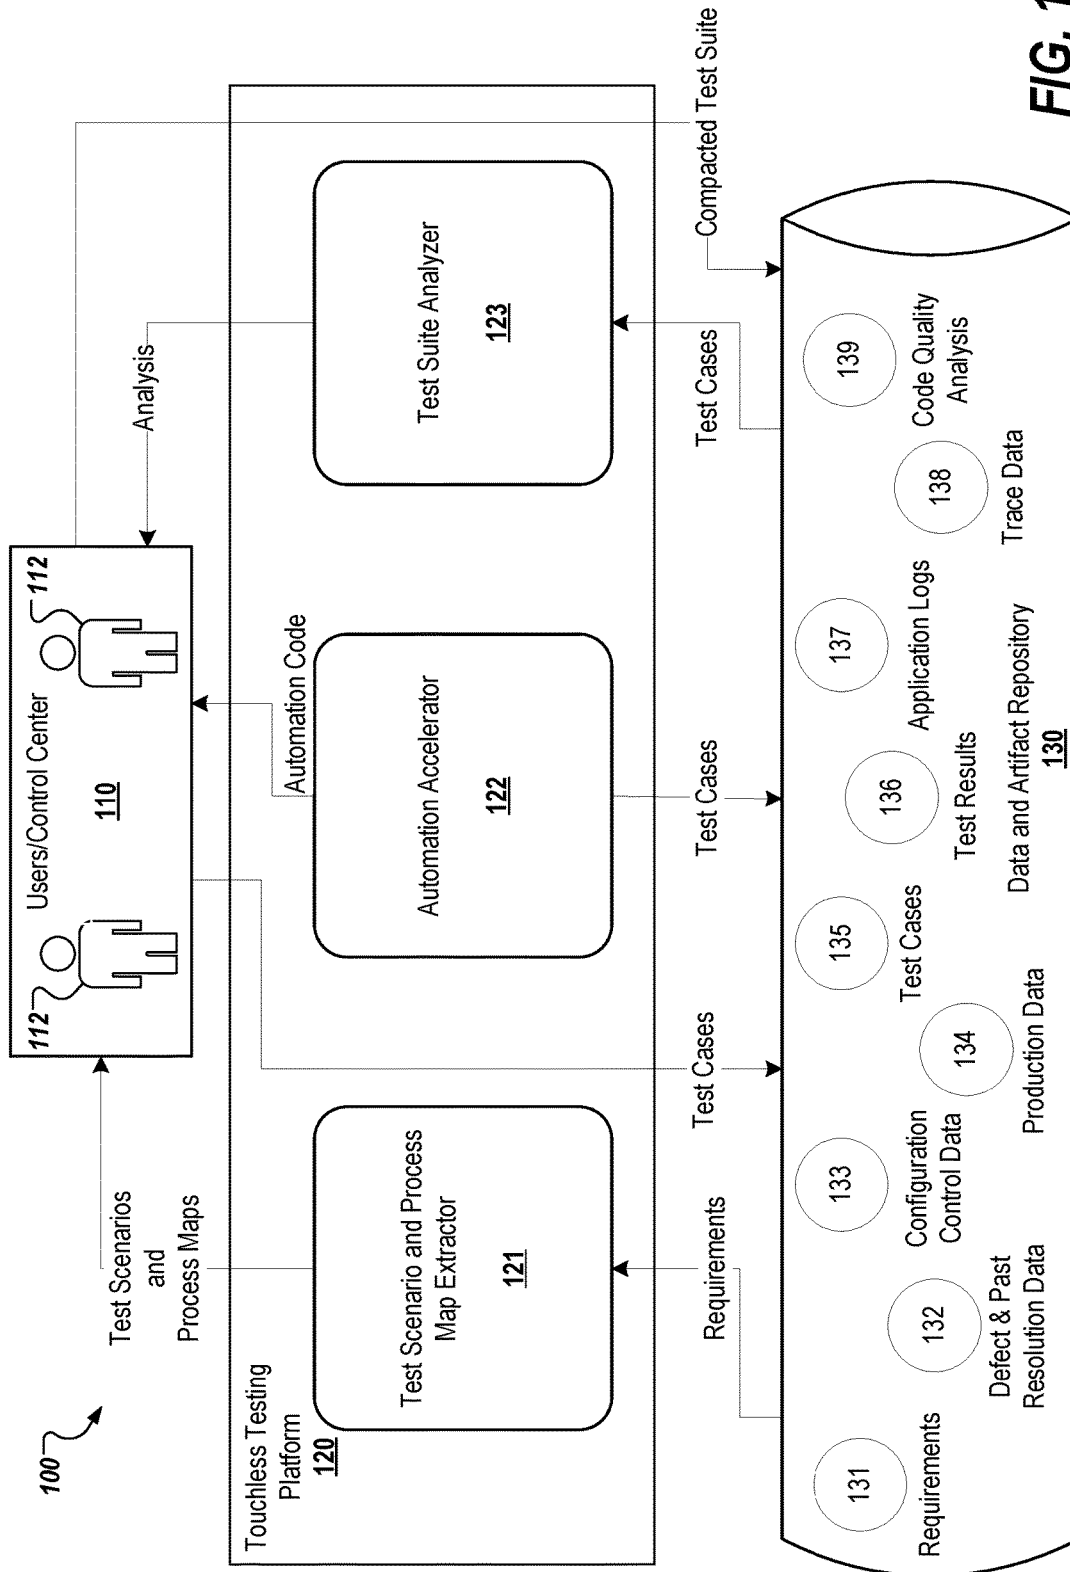 100
Test Scenarios
and
Process Maps
112
Users/Control Center
110
112
Analysis
Automation Code
Touchless Testing
Platform
120
Test Scenario and Process
Map Extractor
121
Automation Accelerator
122
Test Suite Analyzer
123
Requirements
Test Cases
Test Cases
Test Cases
Compacted Test Suite
131
Requirements
132
Defect & Past
Resolution Data
133
Configuration
Control Data
134
Production Data
135
Test Cases
136
Test Results
137
Application Logs
138
Trace Data
139
Code Quality
Analysis
Data and Artifact Repository
130
FIG. 1